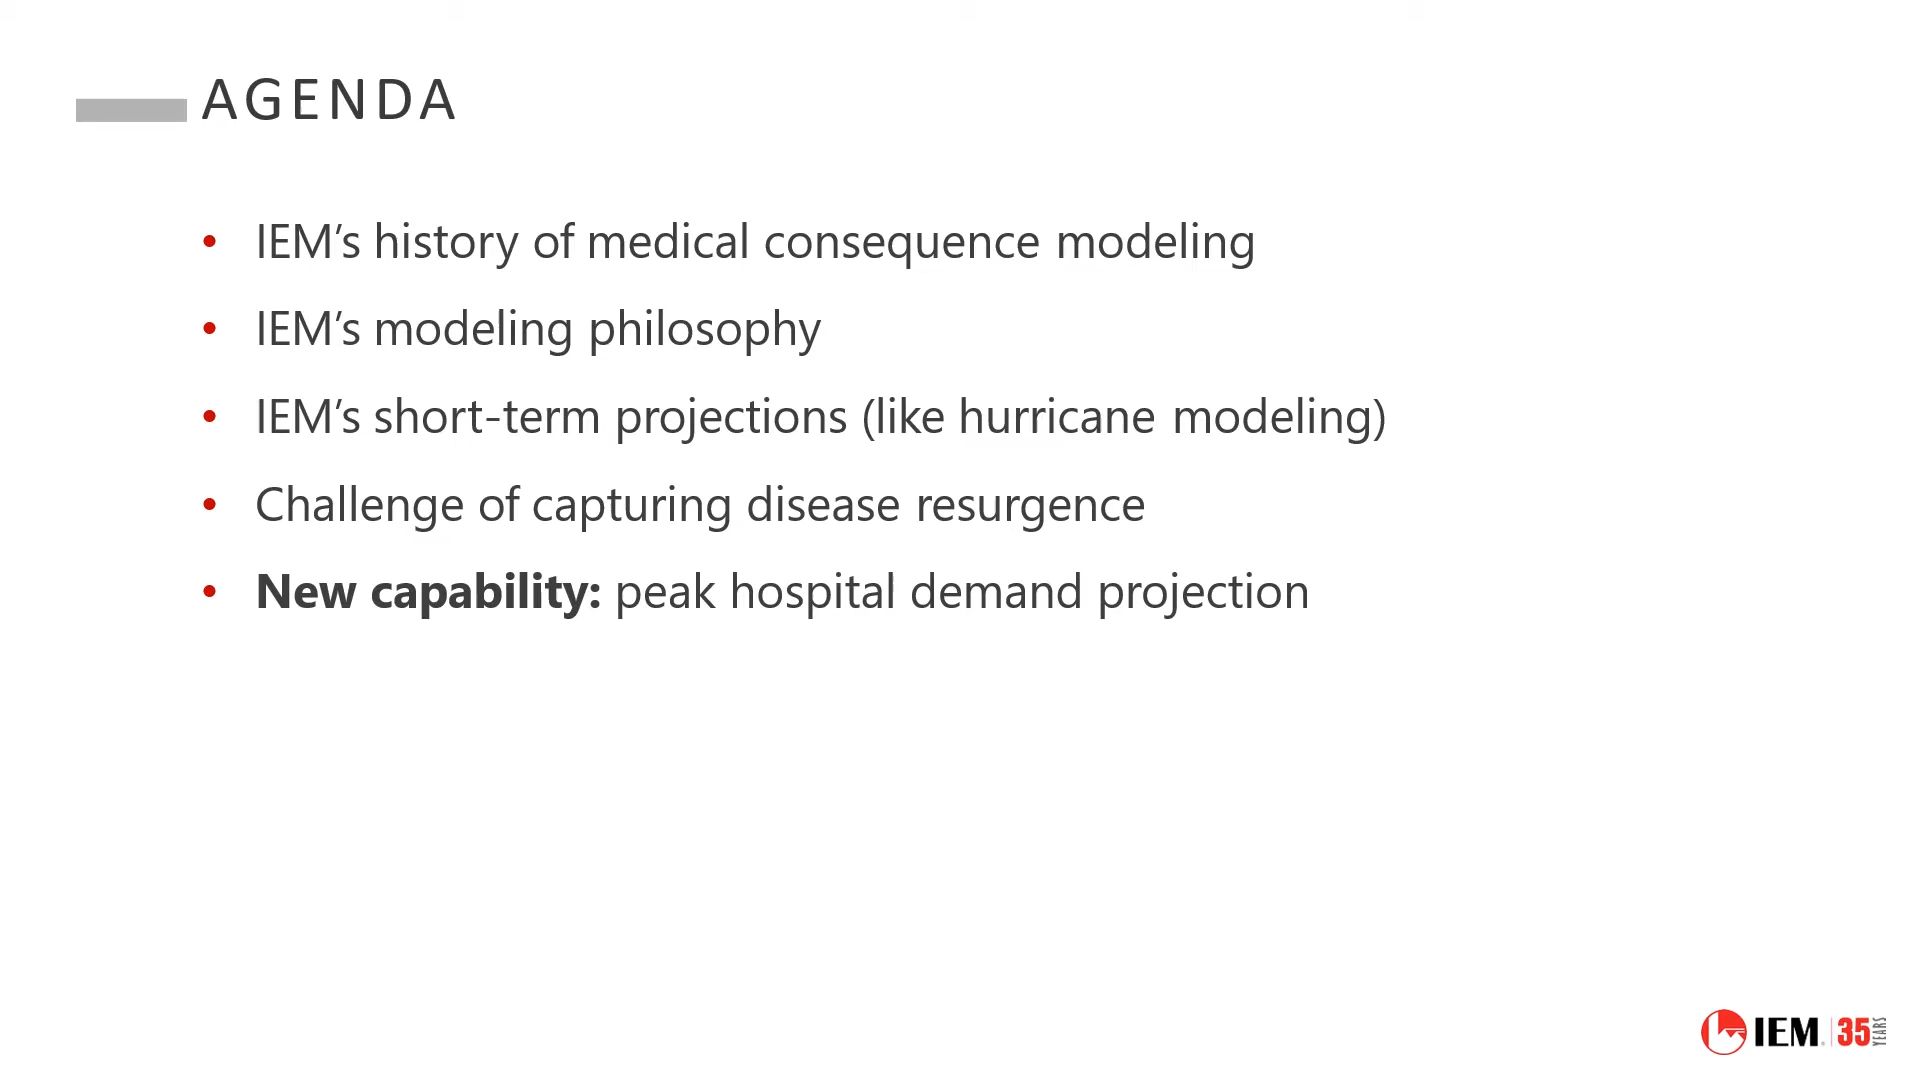 AGENDA
• IEM’s history of medical consequence modeling
• IEM’s modeling philosophy
• IEM’s short-term projections (like hurricane modeling)
• Challenge of capturing disease resurgence
• New capability: peak hospital demand projection
IEM® | 35 YEARS